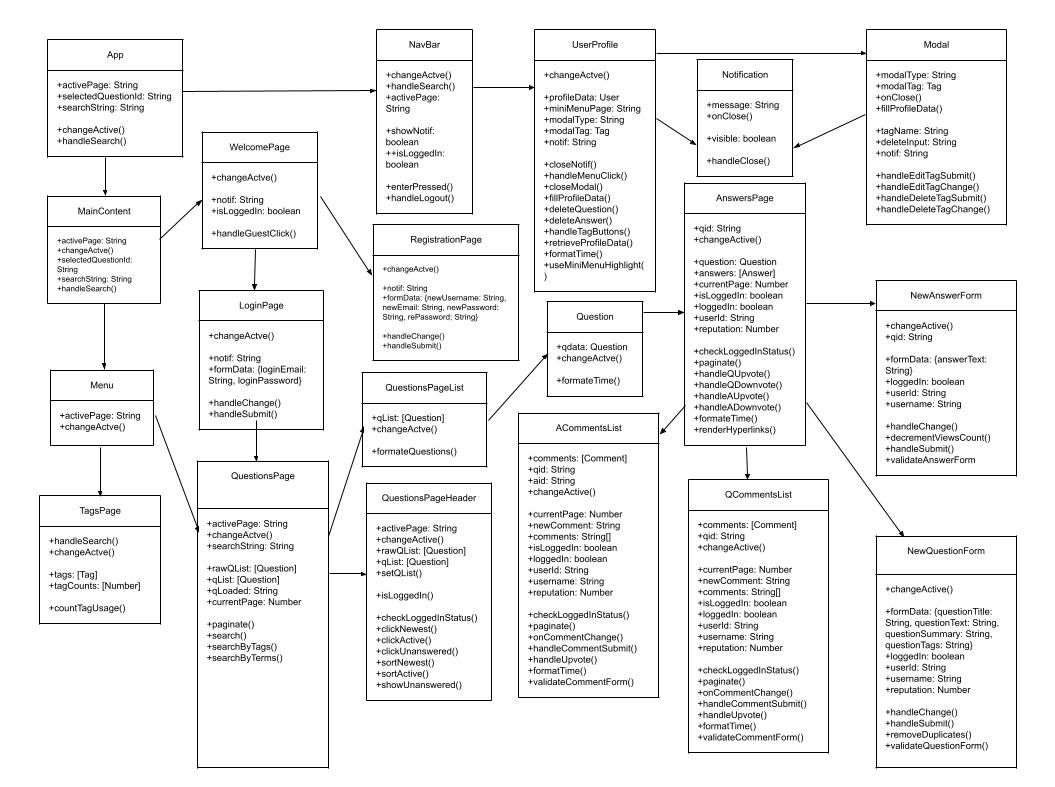 App
+activePage: String
+selectedQuestionId: String
+searchString: String
+changeActive()
+handleSearch()
NavBar
+changeActve()
+handleSearch()
+activePage:
String
+showNotif:
boolean
++isLoggedIn:
boolean
+enterPressed()
+handleLogout()
UserProfile
+changeActve()
+profileData: User
+miniMenuPage: String
+modalType: String
+modalTag: Tag
+notif: String
+closeNotif()
+handleMenuClick()
+closeModal()
+fillProfileData()
+deleteQuestion()
+deleteAnswer()
+handleTagButtons()
+retrieveProfileData()
+formatTime()
+useMiniMenuHighlight(
)
Notification
+message: String
+onClose()
+visible: boolean
+handleClose()
Modal
+modalType: String
+modalTag: Tag
+onClose()
+fillProfileData()
+tagName: String
+deleteInput: String
+notif: String
+handleEditTagSubmit()
+handleEditTagChange()
+handleDeleteTagSubmit()
+handleDeleteTagChange()
WelcomePage
+changeActve()
+notif: String
+isLoggedIn: boolean
+handleGuestClick()
MainContent
+activePage: String
+changeActve()
+selectedQuestionId:
String
+searchString: String
+handleSearch()
RegistrationPage
+changeActve()
+notif: String
+formData: {newUsername: String,
newEmail: String, newPassword:
String, rePassword; String}
+handleChange()
+handleSubmit()
AnswersPage
+qid: String
+changeActive()
+question: Question
+answers: [Answer]
+currentPage: Number
+isLoggedIn: boolean
+loggedIn: boolean
+userId: String
+reputation: Number
+checkLoggedInStatus()
+paginate()
+handleQUpvote()
+handleQDownvote()
+handleAUpvote()
+handleADownvote()
+formateTime()
+renderHyperlinks()
LoginPage
+changeActve()
+notif: String
+formData: {loginEmail:
String, loginPassword}
+handleChange()
+handleSubmit()
Question
+qdata: Question
+changeActve()
+formateTime()
NewAnswerForm
+changeActive()
+qid: String
+formData: {answerText:
String}
+loggedIn: boolean
+userId: String
+username: String
+handleChange()
+decrementViewsCount()
+handleSubmit()
+validateAnswerForm
Menu
+activePage: String
+changeActve()
QuestionsPageList
+qList: [Question]
+changeActve()
+formateQuestions()
ACommentsList
+comments: [Comment]
+qid: String
+aid: String
+changeActive()
+currentPage: Number
+newComment: String
+comments: String[]
+isLoggedIn: boolean
+loggedIn: boolean
+userId: String
+username: String
+reputation: Number
+checkLoggedInStatus()
+paginate()
+onCommentChange()
+handleCommentSubmit()
+handleUpvote()
+formatTime()
+validateCommentForm()
QuestionsPage
+activePage: String
+changeActve()
+searchString: String
+rawQList: [Question]
+qList: [Question]
+qLoaded: String
+currentPage: Number
+paginate()
+search()
+searchByTags()
+searchByTerms()
QuestionsPageHeader
+activePage: String
+changeActive()
+rawQList: [Question]
+qList: [Question]
+setQList()
+isLoggedIn()
+checkLoggedInStatus()
+clickNewest()
+clickActive()
+clickUnanswered()
+sortNewest()
+sortActive()
+showUnanswered()
QCommentsList
+comments: [Comment]
+qid: String
+changeActive()
+currentPage: Number
+newComment: String
+comments: String[]
+isLoggedIn: boolean
+loggedIn: boolean
+userId: String
+username: String
+reputation: Number
+checkLoggedInStatus()
+paginate()
+onCommentChange()
+handleCommentSubmit()
+handleUpvote()
+formatTime()
+validateCommentForm()
TagsPage
+handleSearch()
+changeActve()
+tags: [Tag]
+tagCounts: [Number]
+countTagUsage()
NewQuestionForm
+changeActive()
+formData: {questionTitle:
String, questionText: String,
questionSummary: String,
questionTags: String}
+loggedIn: boolean
+userId: String
+username: String
+reputation: Number
+handleChange()
+handleSubmit()
+removeDuplicates()
+validateQuestionForm()